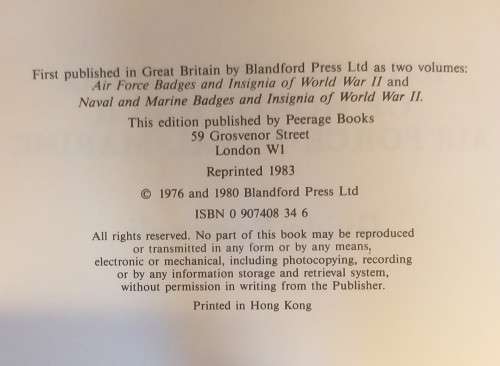 First published in Great Britain by Blandford Press Ltd as two volumes:
Air Force Badges and Insignia of World War II and
Naval and Marine Badges and Insignia of World War II.
This edition published by Peerage Books
59 Grosvenor Street
London W1
Reprinted 1983
© 1976 and 1980 Blandford Press Ltd
ISBN 0 907408 34 6
All rights reserved. No part of this book may be reproduced
or transmitted in any form or by any means,
electronic or mechanical, including photocopying, recording
or by any information storage and retrieval system,
without permission in writing from the Publisher.
Printed in Hong Kong